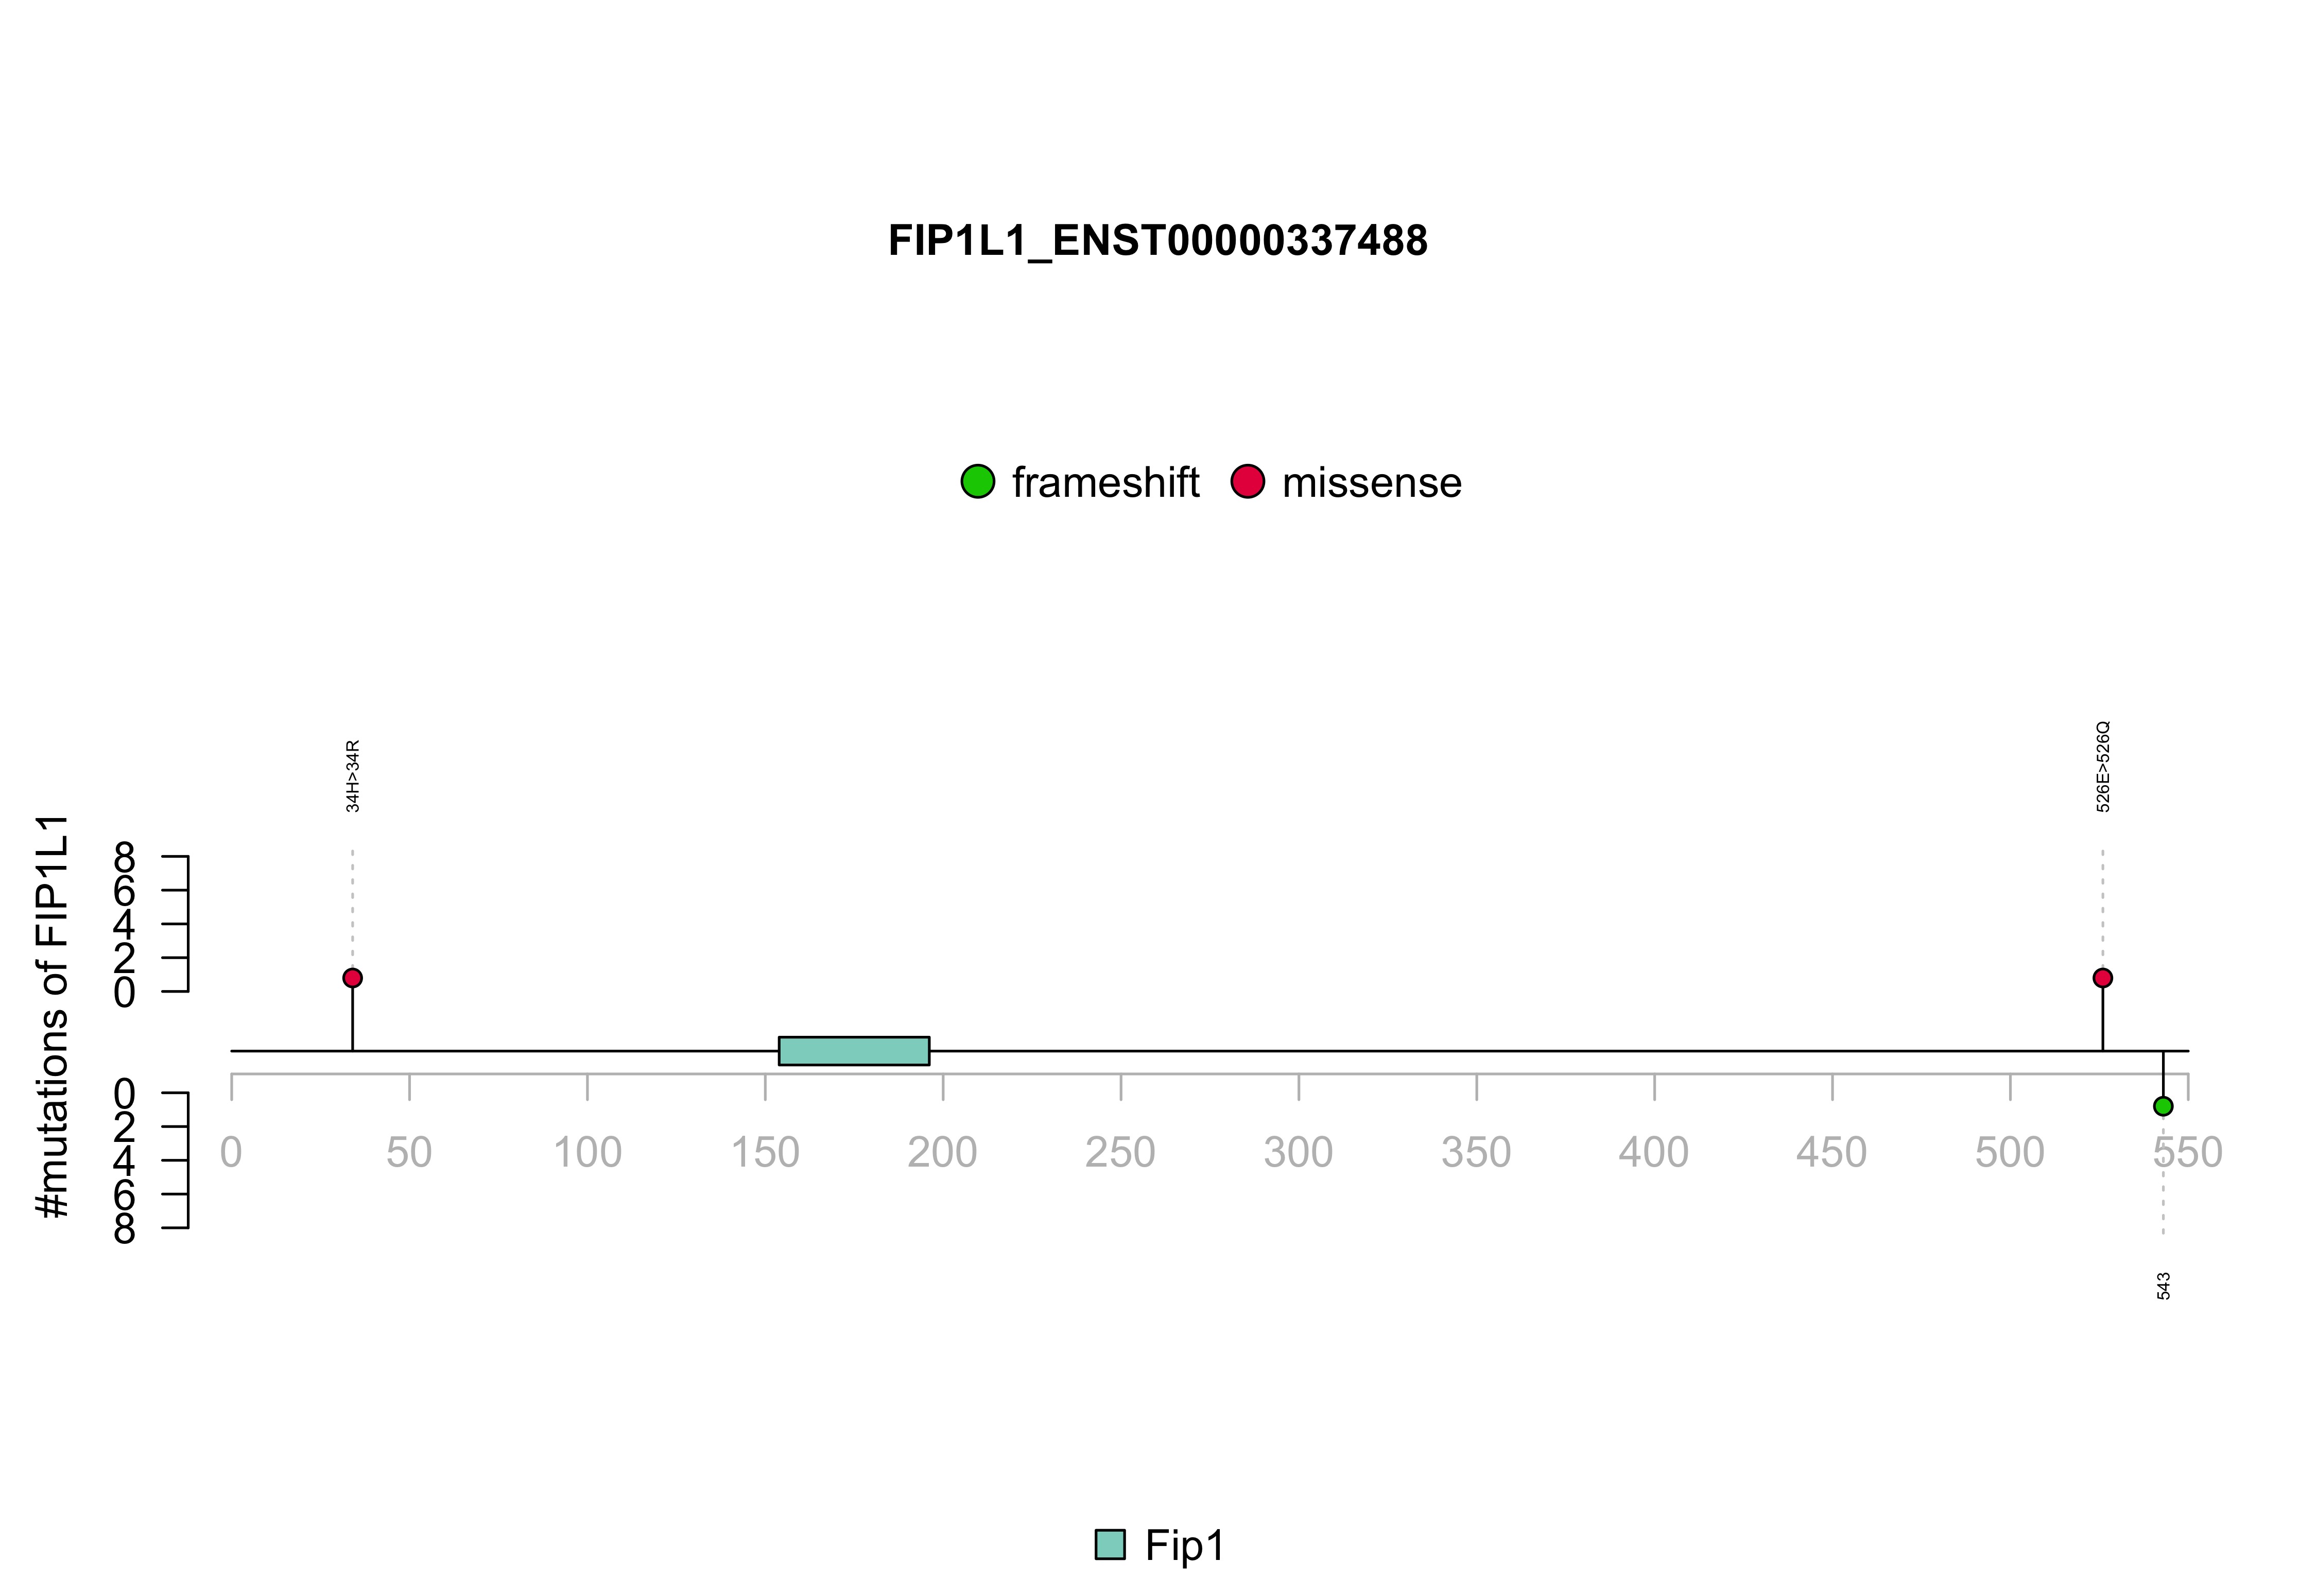 FIP1L1_ENST00000337488
frameshift missense
34H>34R
526E>526Q
#mutations of FIP1L1
8
6
4
2
0
0
2
4
6
8
0 50 100 150 200 250 300 350 400 450 500 550
543
Fip1